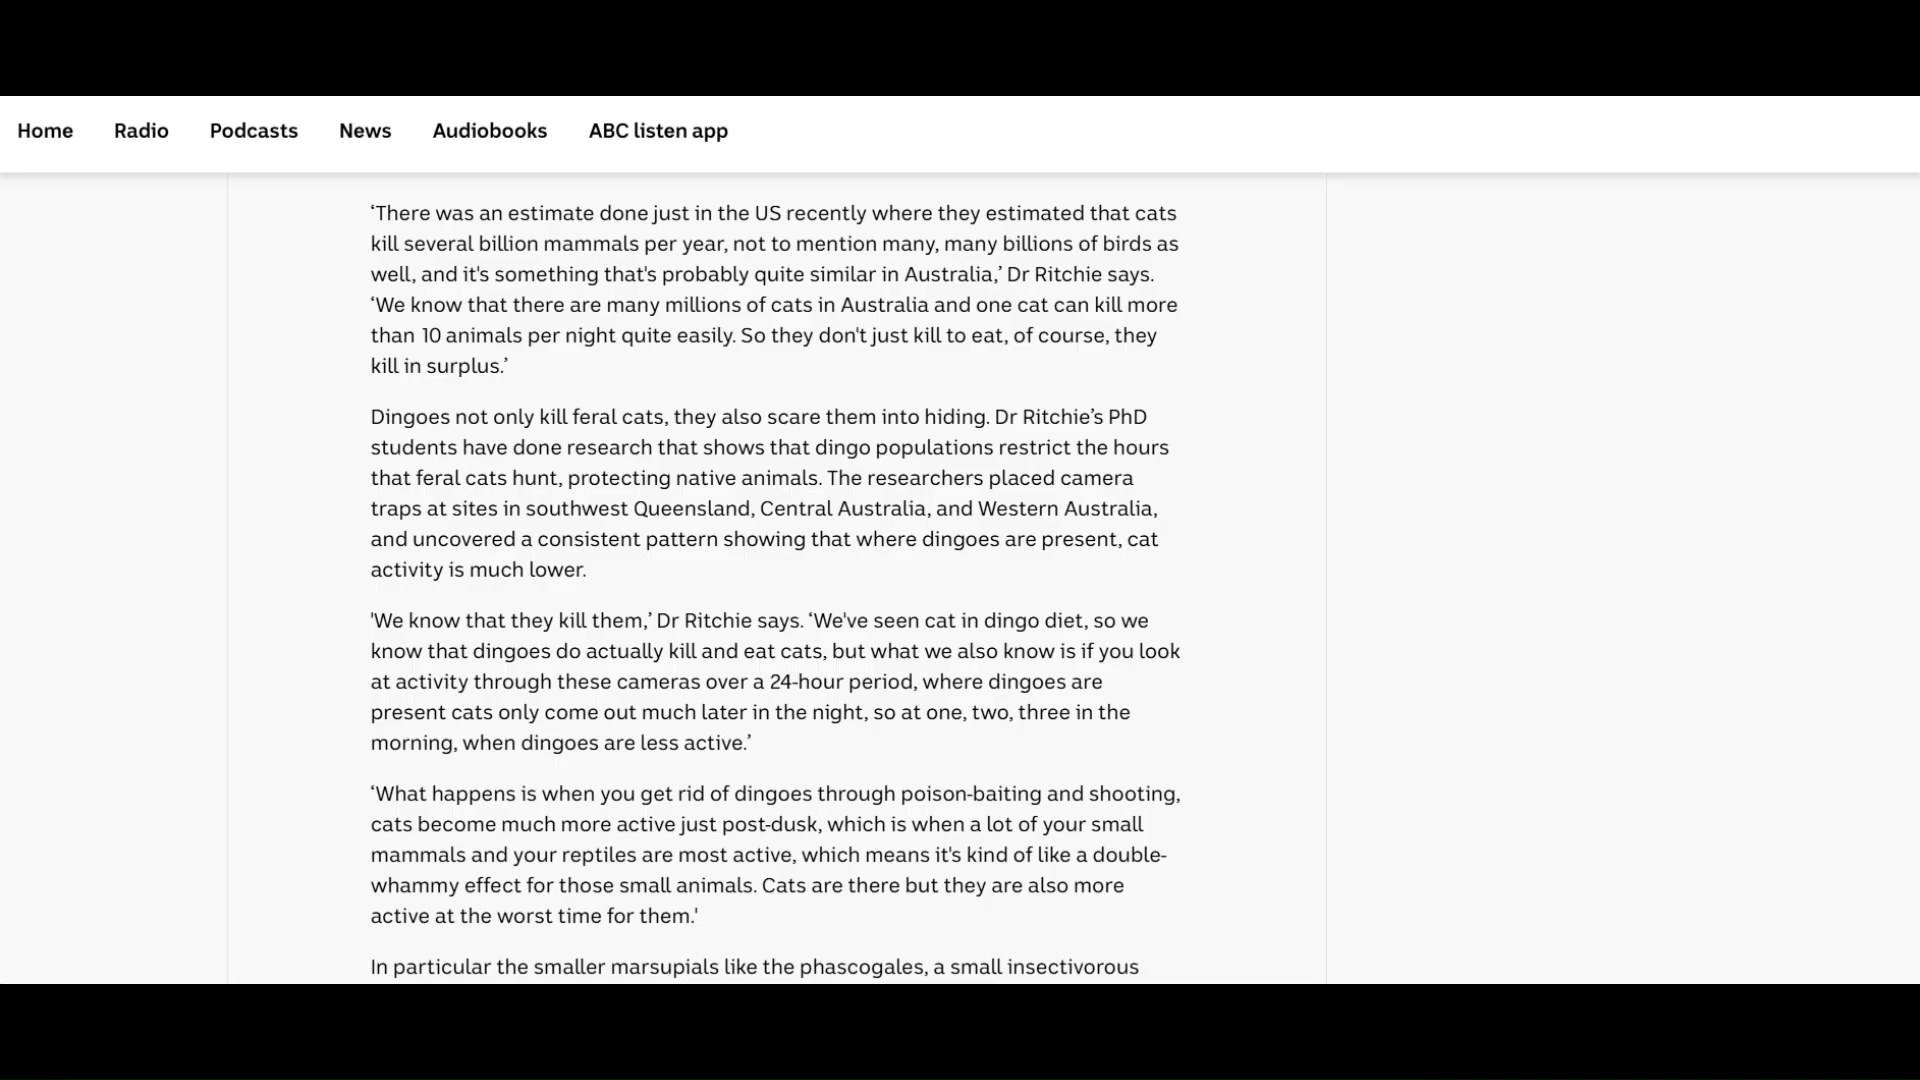 Home Radio Podcasts News Audiobooks ABC listen app
‘There was an estimate done just in the US recently where they estimated that cats
kill several billion mammals per year, not to mention many, many billions of birds as
well, and it's something that's probably quite similar in Australia,’ Dr Ritchie says.
‘We know that there are many millions of cats in Australia and one cat can kill more
than 10 animals per night quite easily. So they don't just kill to eat, of course, they
kill in surplus.’
Dingoes not only kill feral cats, they also scare them into hiding. Dr Ritchie’s PhD
students have done research that shows that dingo populations restrict the hours
that feral cats hunt, protecting native animals. The researchers placed camera
traps at sites in southwest Queensland, Central Australia, and Western Australia,
and uncovered a consistent pattern showing that where dingoes are present, cat
activity is much lower.
'We know that they kill them,’ Dr Ritchie says. ‘We've seen cat in dingo diet, so we
know that dingoes do actually kill and eat cats, but what we also know is if you look
at activity through these cameras over a 24-hour period, where dingoes are
present cats only come out much later in the night, so at one, two, three in the
morning, when dingoes are less active.’
‘What happens is when you get rid of dingoes through poison-baiting and shooting,
cats become much more active just post-dusk, which is when a lot of your small
mammals and your reptiles are most active, which means it's kind of like a double-
whammy effect for those small animals. Cats are there but they are also more
active at the worst time for them.'
In particular the smaller marsupials like the phascogales, a small insectivorous